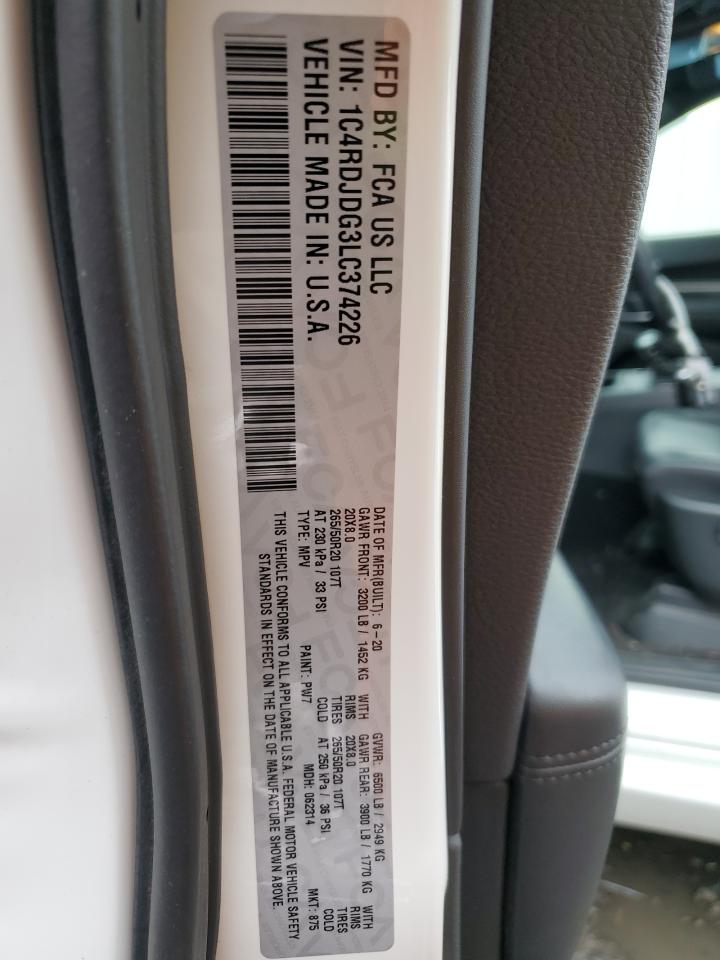 MFD BY: FCA US LLC
VIN: 1C4RDJDG3LC374226
VEHICLE MADE IN: U.S.A.
DATE OF MFR(BUILT): 6-20 GVWR: 6500 LB / 2949 KG
GAWR FRONT: 3200 LB / 1452 KG WITH GAWR REAR: 3900 LB / 1770 KG WITH
20X8.0 RIMS 20X8.0 RIMS
265/50R20 107T TIRES 265/50R20 107T TIRES
AT 230 kPa / 33 PSI COLD AT 250 kPa / 36 PSI COLD
TYPE: MPV PAINT: PW7 MDH: 062314 MKT: 875
THIS VEHICLE CONFORMS TO ALL APPLICABLE U.S.A. FEDERAL MOTOR VEHICLE SAFETY
STANDARDS IN EFFECT ON THE DATE OF MANUFACTURE SHOWN ABOVE.